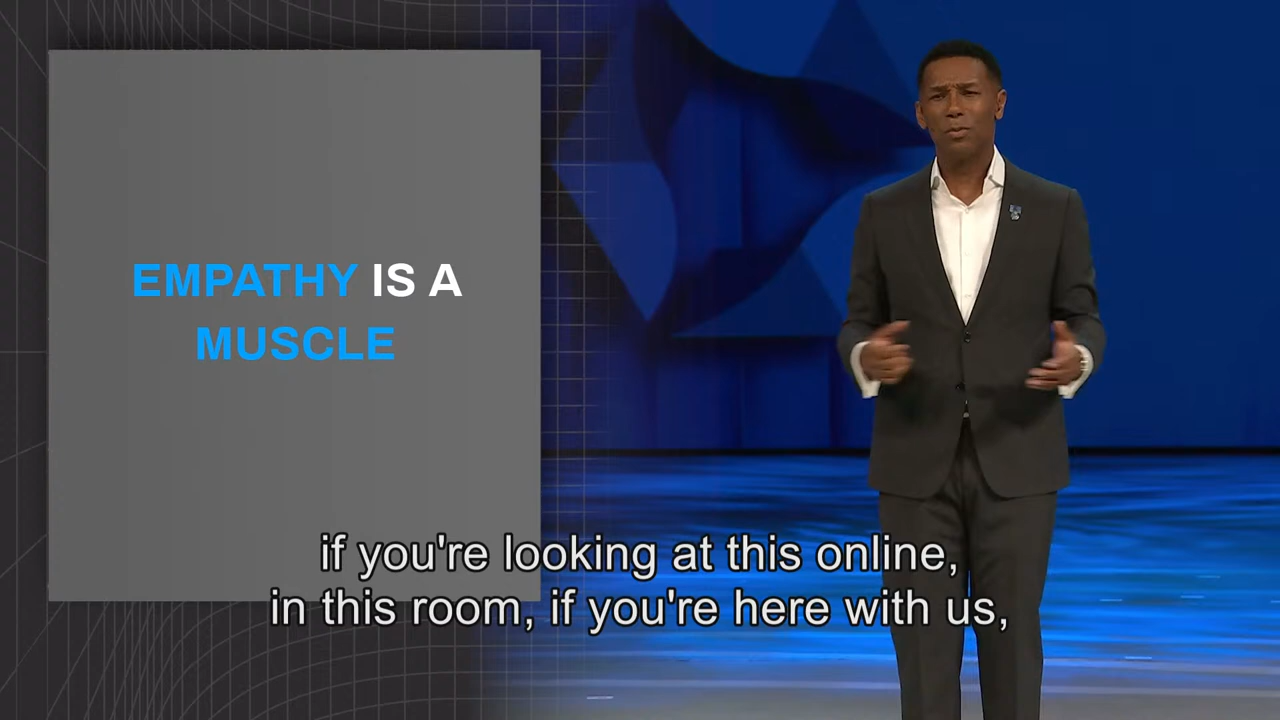 EMPATHY IS A
MUSCLE
if you're looking at this online,
in this room, if you're here with us,